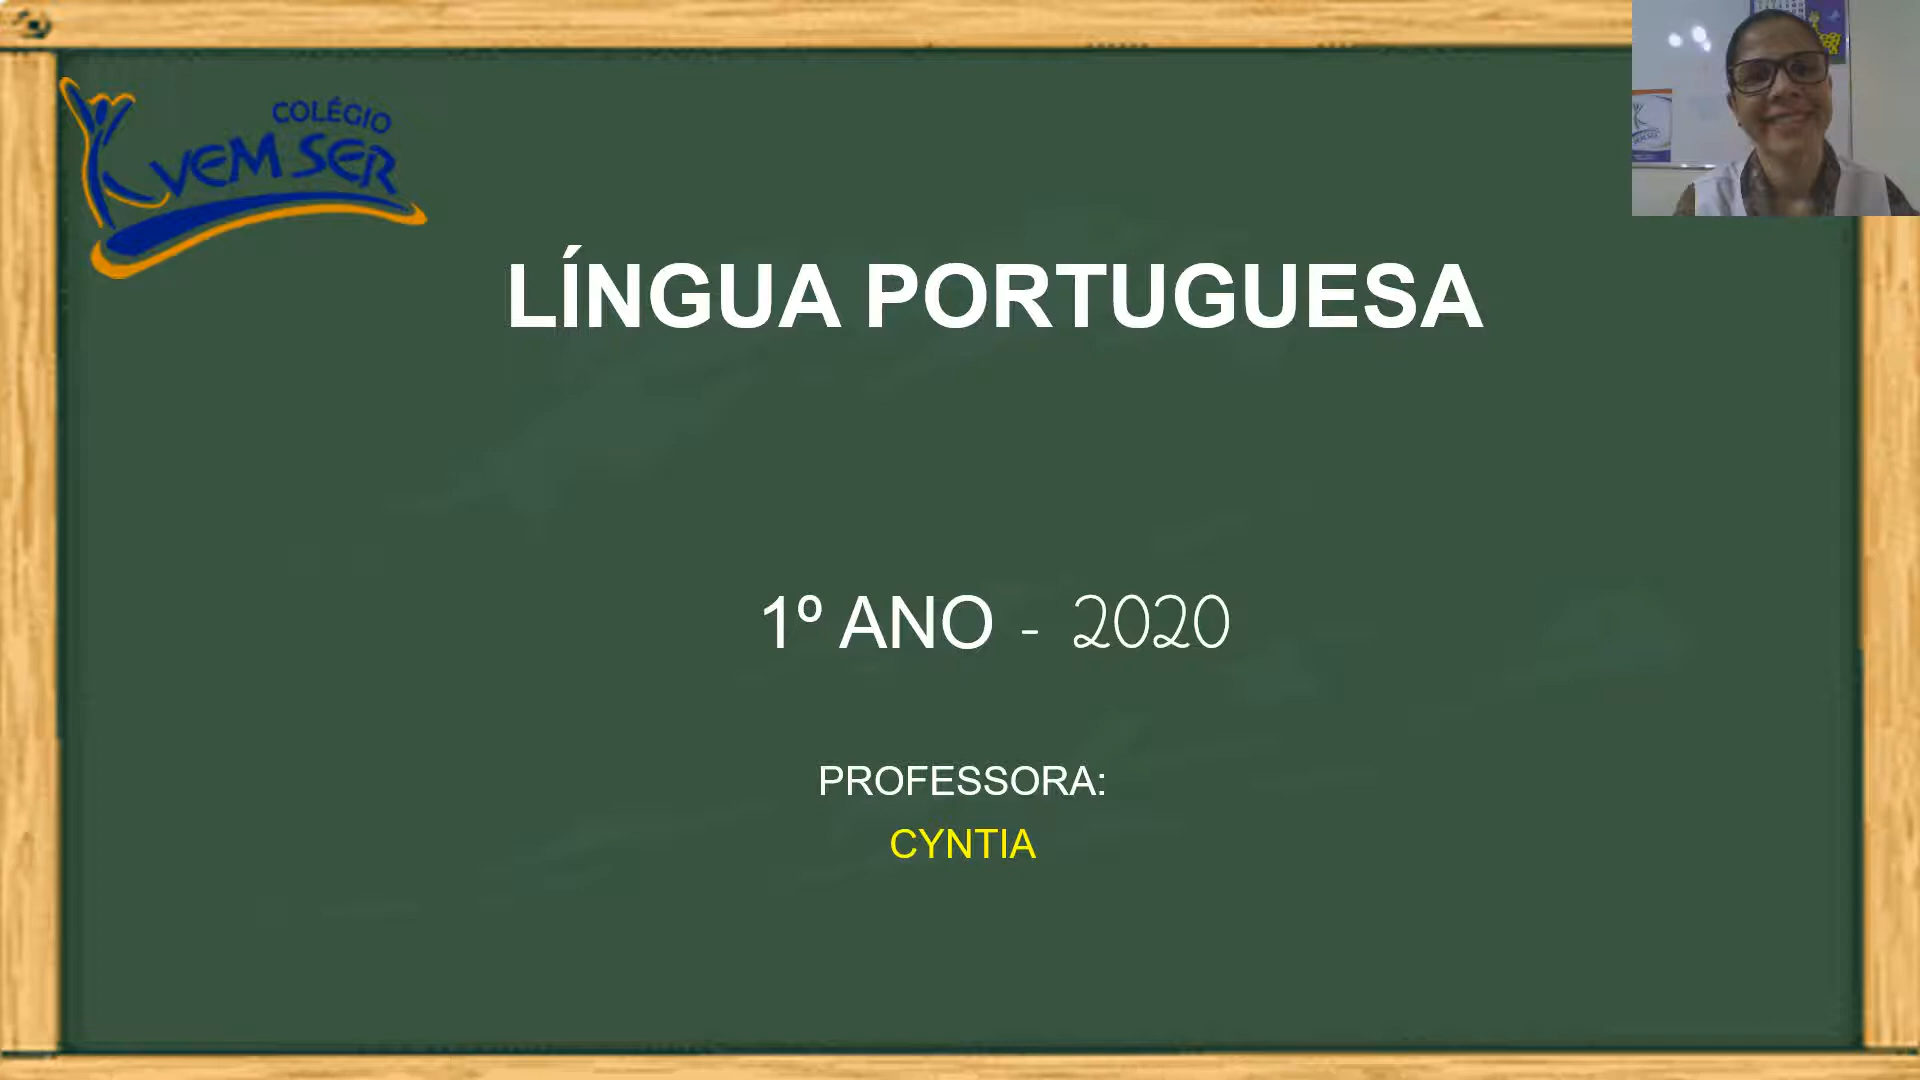 COLÉGIO
VEM SER
LÍNGUA PORTUGUESA
1º ANO - 2020
PROFESSORA:
CYNTIA